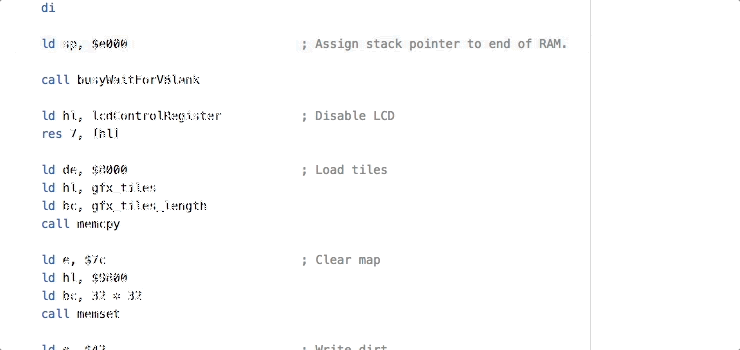 di
ld sp, $e000 ; Assign stack pointer to end of RAM.
call busyWaitForVBlank
ld hl, lcdControlRegister ; Disable LCD
res 7, [hl]
ld de, $8000 ; Load tiles
ld hl, gfx_tiles
ld bc, gfx_tiles_length
call memcpy
ld e, $7c ; Clear map
ld hl, $9800
ld bc, 32 * 32
call memset
ld e, ; Write dirt